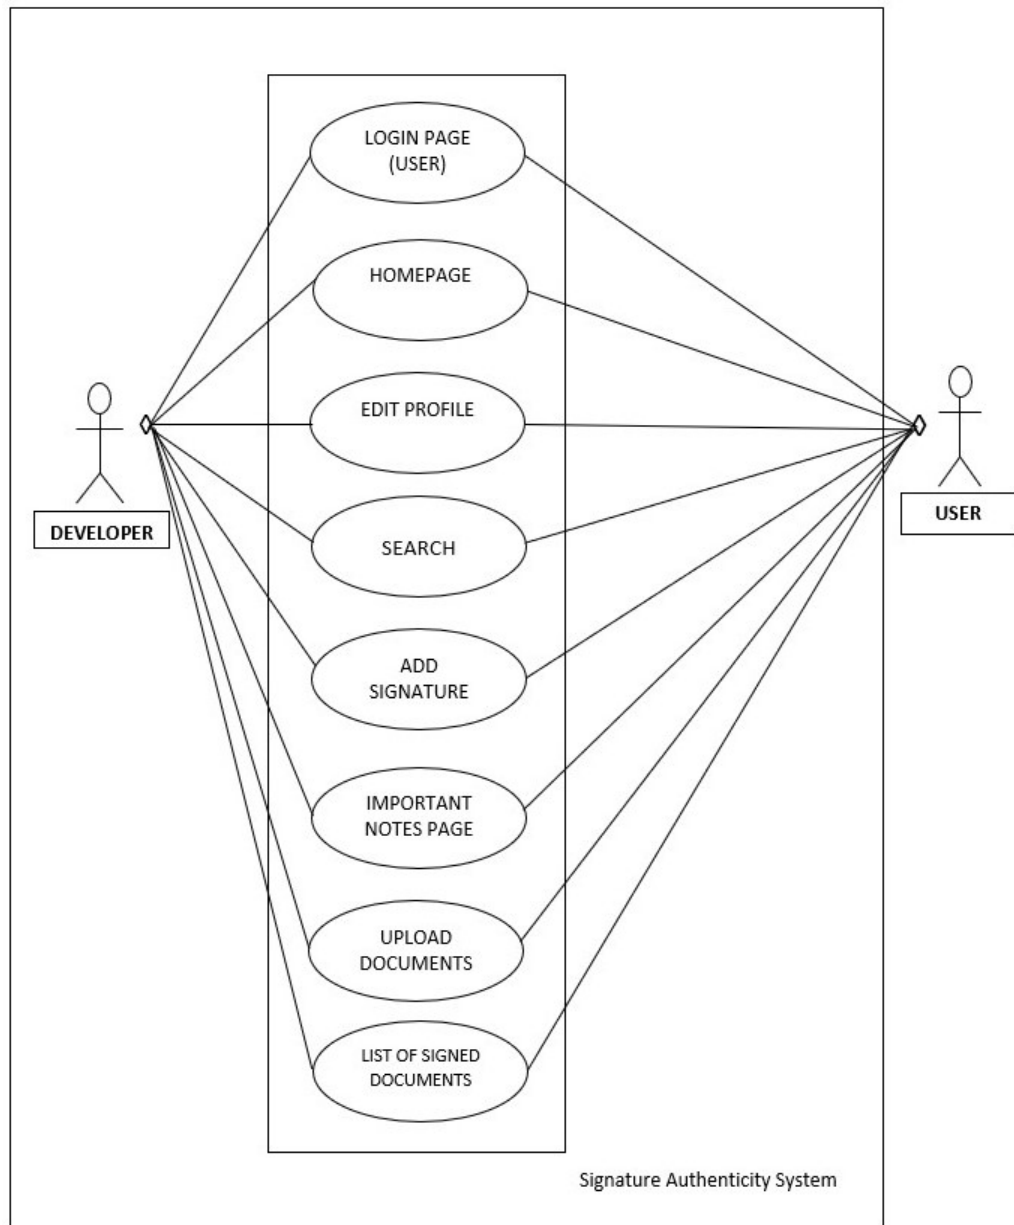 LOGIN PAGE
(USER)
HOMEPAGE
EDIT PROFILE
DEVELOPER
USER
SEARCH
ADD
SIGNATURE
IMPORTANT
NOTES PAGE
UPLOAD
DOCUMENTS
LIST OF SIGNED
DOCUMENTS
Signature Authenticity System